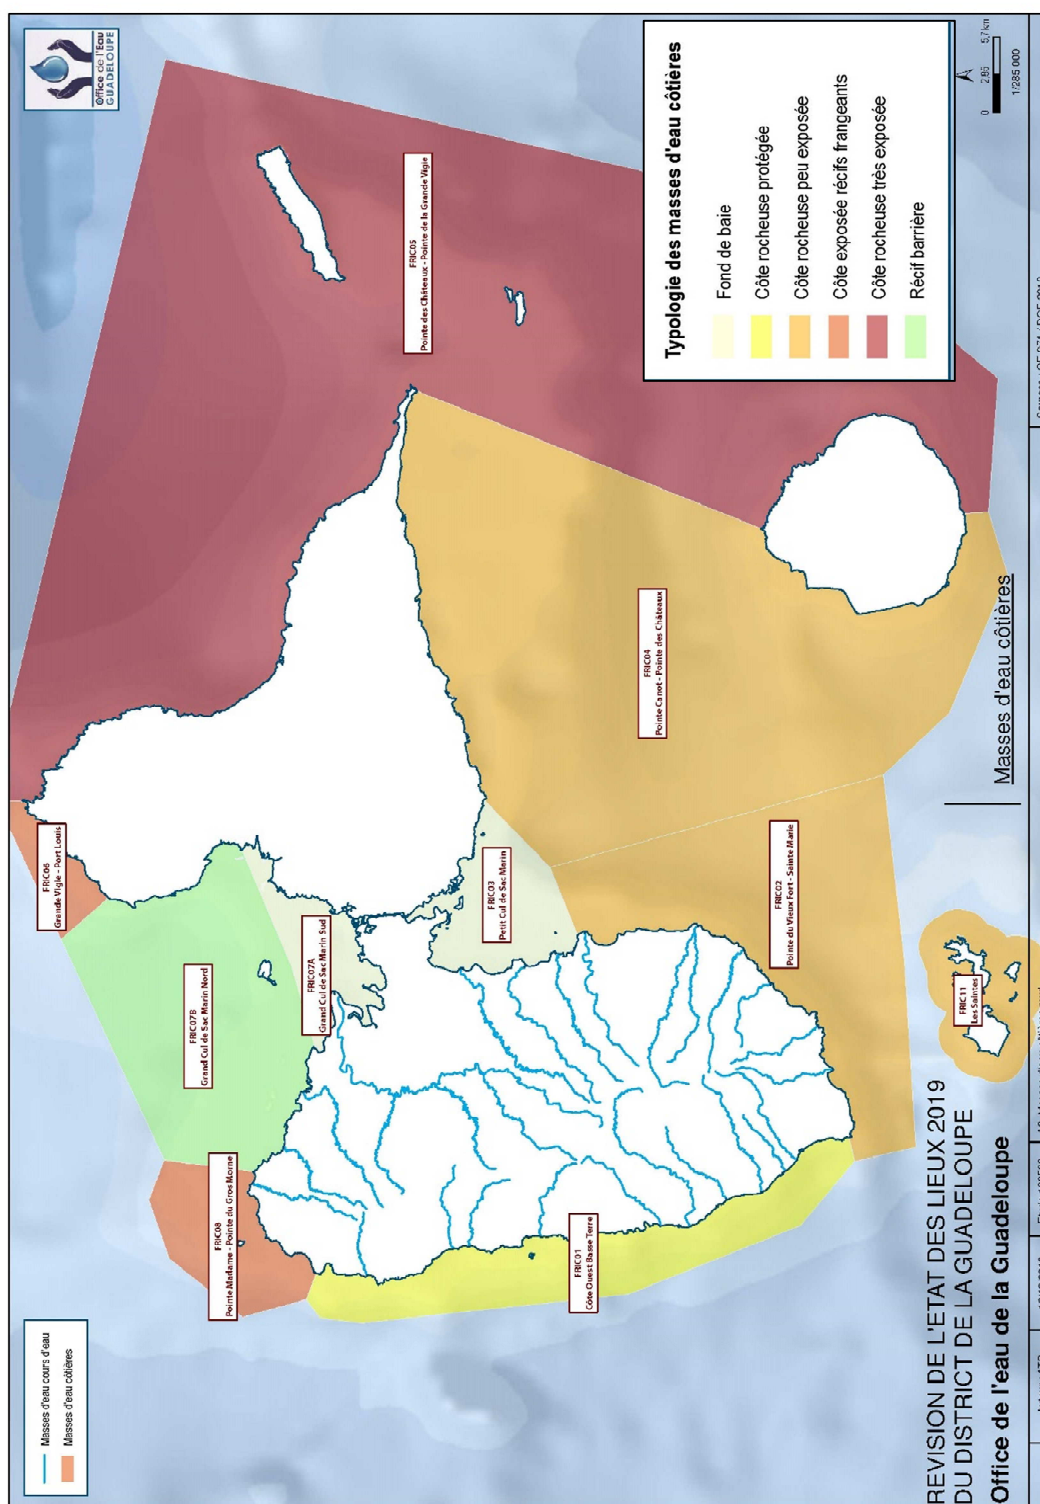 Masses d'eau cours d'eau
Masses d'eau côtières
Office de l'Eau
GUADELOUPE
FRIC06
Grande Vigie - Port Louis
FRIC08
Pointe Madame - Pointe du Gros Morne
FRIC07B
Grand Cul de Sac Marin Nord
FRIC07A
Grand Cul de Sac Marin Sud
FRIC05
Pointe des Châteaux - Pointe de la Grande Vigie
FRIC03
Petit Cul de Sac Marin
FRIC01
Côte Ouest Basse Terre
FRIC04
Pointe Canot - Pointe des Châteaux
FRIC02
Pointe du Vieux Fort - Sainte Marie
FRIC11
Les Saintes
Typologie des masses d'eau côtières
Fond de baie
Côte rocheuse protégée
Côte rocheuse peu exposée
Côte exposée récifs frangeants
Côte rocheuse très exposée
Récif barrière
0 2,85 5,7 km
1/285 000
REVISION DE L'ETAT DES LIEUX 2019
DU DISTRICT DE LA GUADELOUPE
Office de l'eau de la Guadeloupe
Masses d'eau côtières